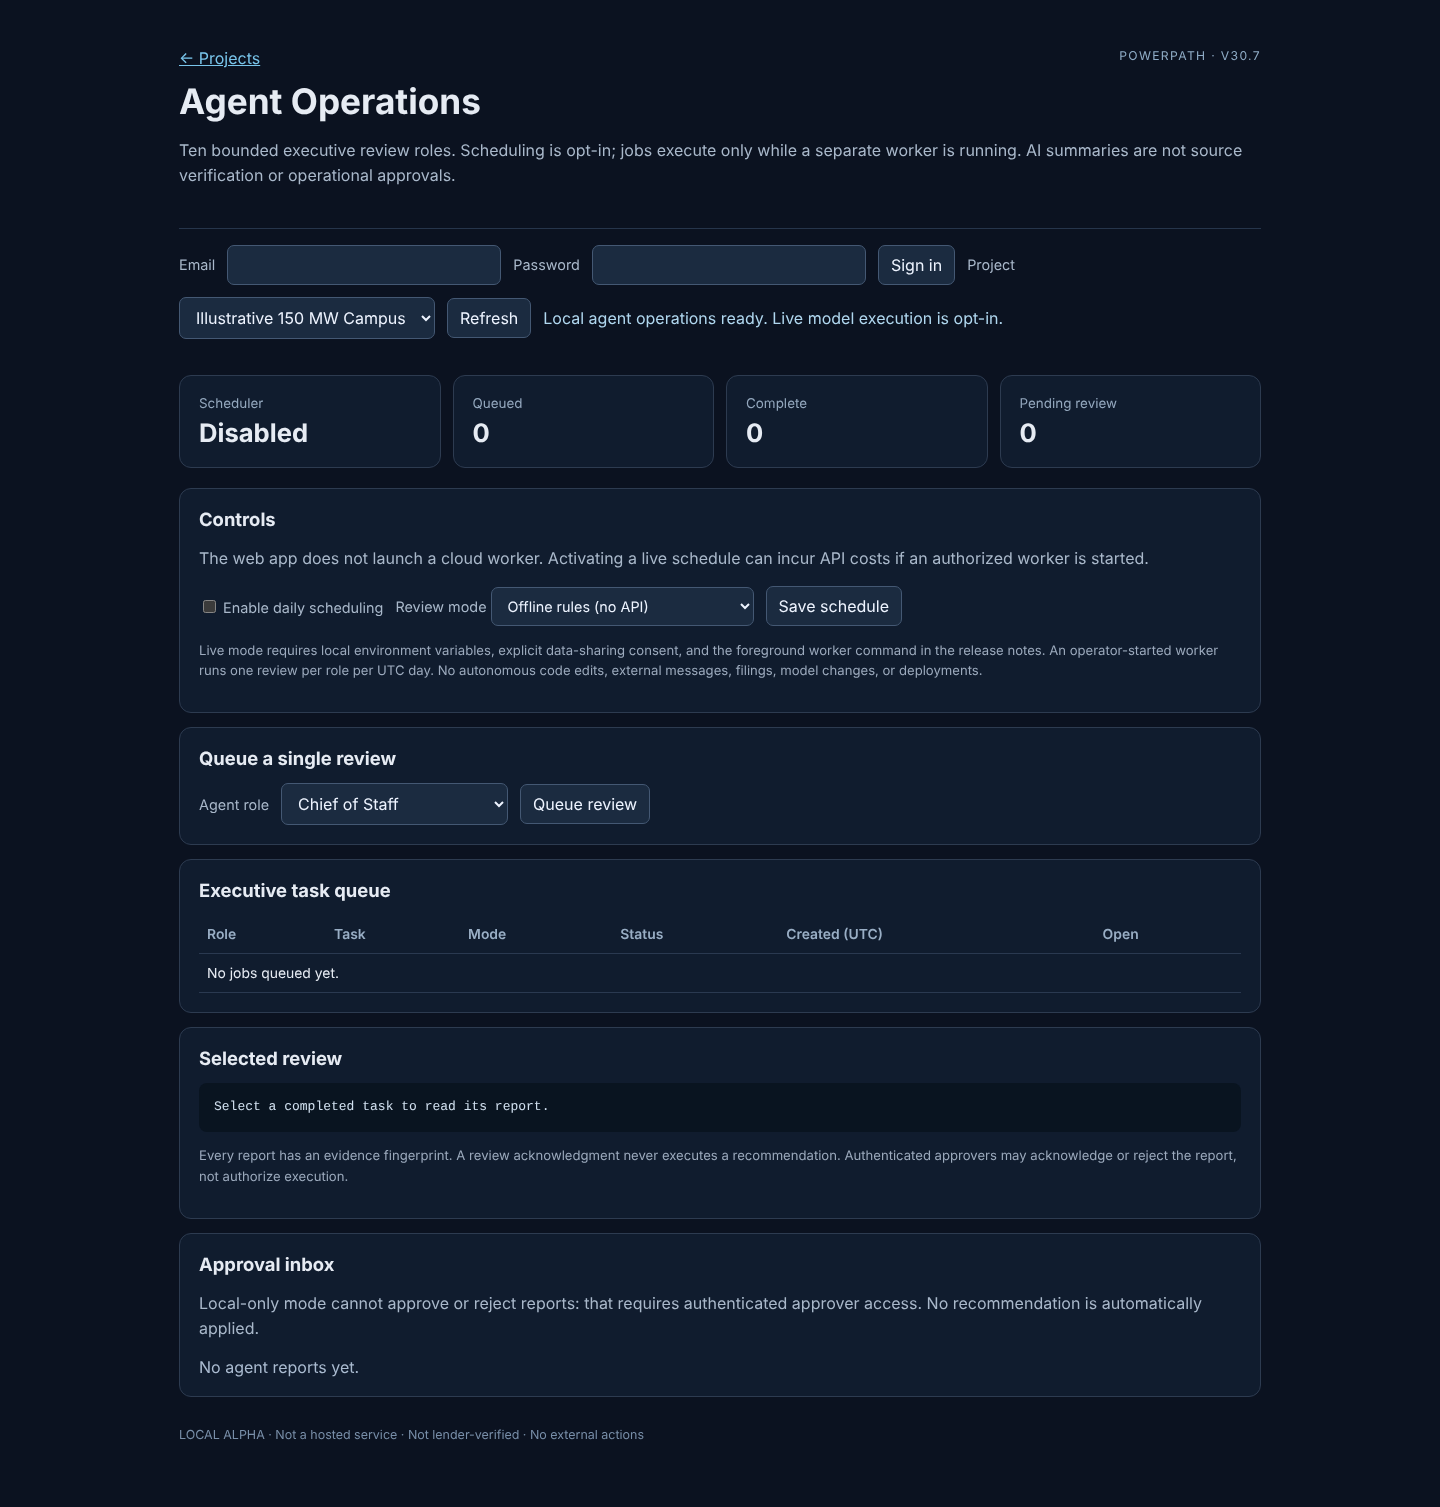 ← Projects
POWERPATH · V30.7
Agent Operations
Ten bounded executive review roles. Scheduling is opt-in; jobs execute only while a separate worker is running. AI summaries are not source
verification or operational approvals.
Email Password Sign in Project
Illustrative 150 MW Campus Refresh Local agent operations ready. Live model execution is opt-in.
Scheduler Queued Complete Pending review
Disabled 0 0 0
Controls
The web app does not launch a cloud worker. Activating a live schedule can incur API costs if an authorized worker is started.
Enable daily scheduling Review mode Offline rules (no API) Save schedule
Live mode requires local environment variables, explicit data-sharing consent, and the foreground worker command in the release notes. An operator-started worker
runs one review per role per UTC day. No autonomous code edits, external messages, filings, model changes, or deployments.
Queue a single review
Agent role Chief of Staff Queue review
Executive task queue
Role Task Mode Status Created (UTC) Open
No jobs queued yet.
Selected review
Select a completed task to read its report.
Every report has an evidence fingerprint. A review acknowledgment never executes a recommendation. Authenticated approvers may acknowledge or reject the report,
not authorize execution.
Approval inbox
Local-only mode cannot approve or reject reports: that requires authenticated approver access. No recommendation is automatically
applied.
No agent reports yet.
LOCAL ALPHA · Not a hosted service · Not lender-verified · No external actions